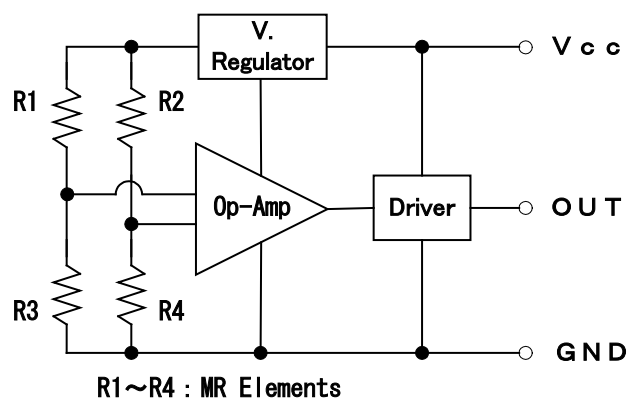 V.
Regulator
Vcc
R1
R2
Op-Amp
Driver
OUT
R3
R4
GND
R1～R4 : MR Elements